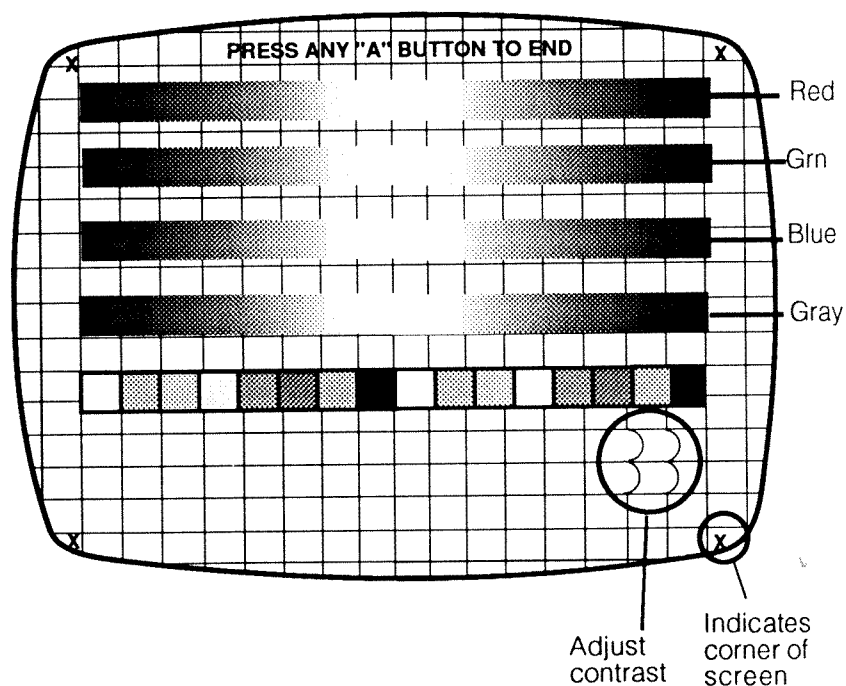 PRESS ANY "A" BUTTON TO END
X X
Red
Grn
Blue
Gray
X X
Adjust
contrast
Indicates
corner of
screen